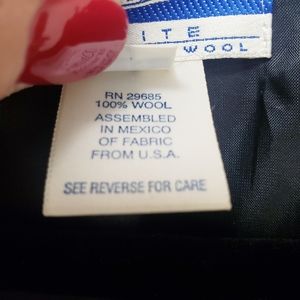 ITE
WOOL
RN 29685
100% WOOL
ASSEMBLED
IN MEXICO
OF FABRIC
FROM U.S.A.
SEE REVERSE FOR CARE